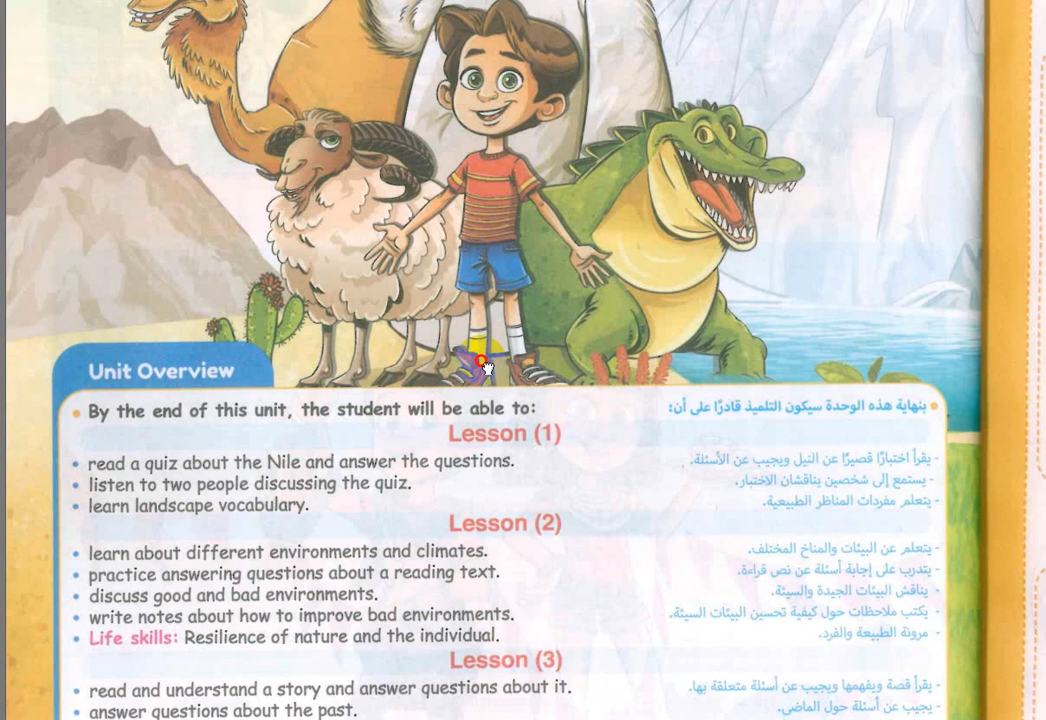 Unit Overview
By the end of this unit, the student will be able to:
بنهاية هذه الوحدة سيكون التلميذ قادرًا على أن:
Lesson (1)
• read a quiz about the Nile and answer the questions.
- يقرأ اختبارًا قصيرًا عن النيل ويجيب عن الأسئلة.
• listen to two people discussing the quiz.
- يستمع إلى شخصين يناقشان الاختبار.
• learn landscape vocabulary.
- يتعلم مفردات المناظر الطبيعية.
Lesson (2)
• learn about different environments and climates.
- يتعلم عن البيئات والمناخ المختلف.
• practice answering questions about a reading text.
- يتدرب على إجابة أسئلة عن نص قراءة.
• discuss good and bad environments.
- يناقش البيئات الجيدة والسيئة.
• write notes about how to improve bad environments.
- يكتب ملاحظات حول كيفية تحسين البيئات السيئة.
• Life skills: Resilience of nature and the individual.
- مرونة الطبيعة والفرد.
Lesson (3)
• read and understand a story and answer questions about it.
- يقرأ قصة ويفهمها ويجيب عن أسئلة متعلقة بها.
• answer questions about the past.
- يجيب عن أسئلة حول الماضى.